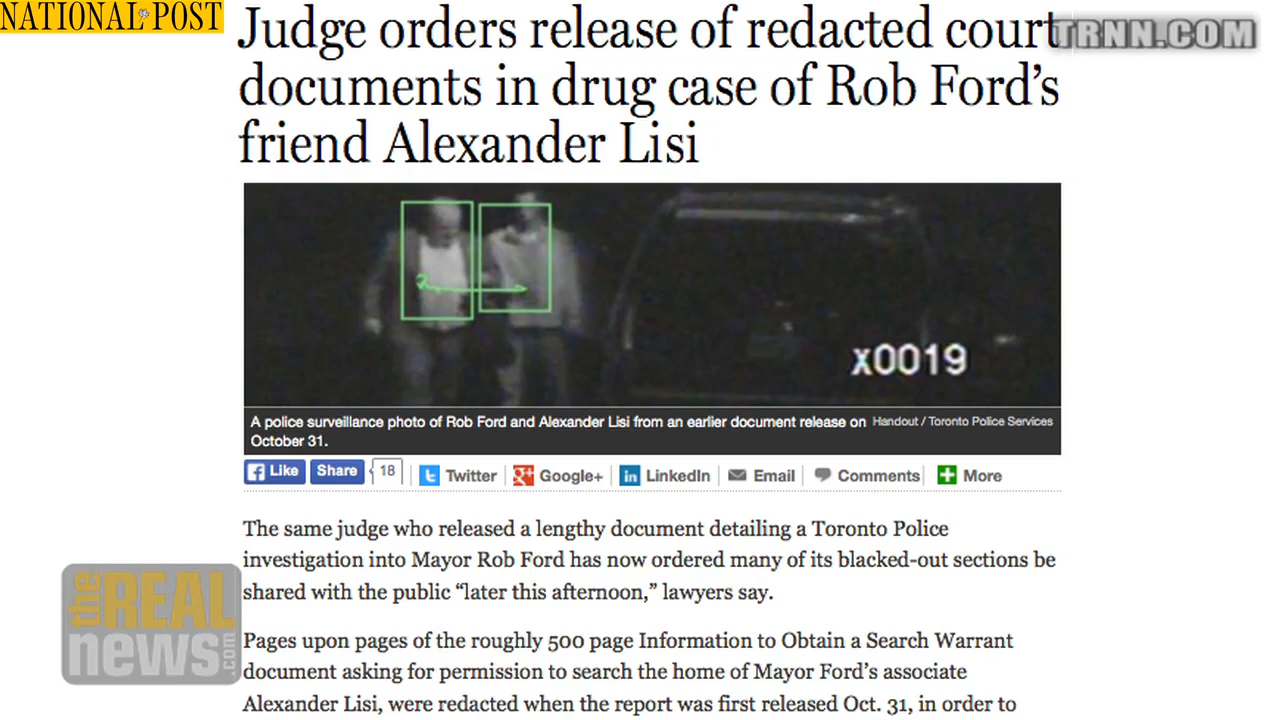 NATIONAL POST
TRNN.COM
Judge orders release of redacted court
documents in drug case of Rob Ford’s
friend Alexander Lisi
x0019
A police surveillance photo of Rob Ford and Alexander Lisi from an earlier document release on Handout / Toronto Police Services
October 31.
Like Share 18 Twitter Google+ LinkedIn Email Comments More
The same judge who released a lengthy document detailing a Toronto Police
investigation into Mayor Rob Ford has now ordered many of its blacked-out sections be
shared with the public “later this afternoon,” lawyers say.
Pages upon pages of the roughly 500 page Information to Obtain a Search Warrant
document asking for permission to search the home of Mayor Ford’s associate
Alexander Lisi, were redacted when the report was first released Oct. 31, in order to
the REAL
news.com